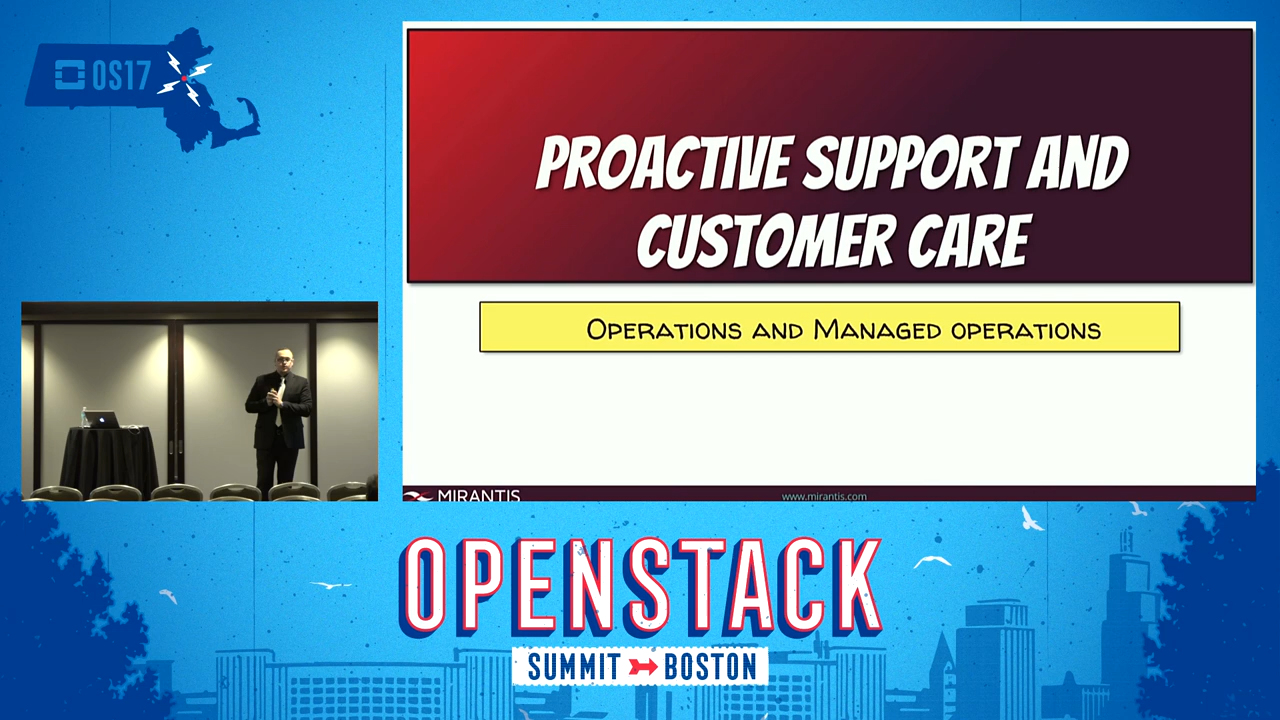 OS17
PROACTIVE SUPPORT AND
CUSTOMER CARE
OPERATIONS AND MANAGED OPERATIONS
MIRANTIS
www.mirantis.com
OPENSTACK
SUMMIT BOSTON